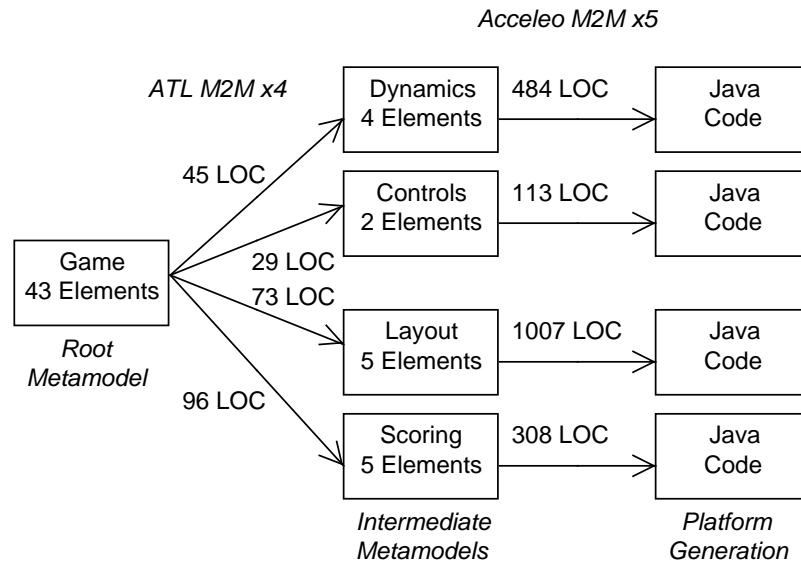 Acceleo M2M x5
ATL M2M x4
Dynamics
4 Elements
484 LOC
Java
Code
45 LOC
Controls
2 Elements
113 LOC
Java
Code
Game
43 Elements
29 LOC
73 LOC
Root
Metamodel
Layout
5 Elements
1007 LOC
Java
Code
96 LOC
Scoring
5 Elements
308 LOC
Java
Code
Intermediate
Metamodels
Platform
Generation